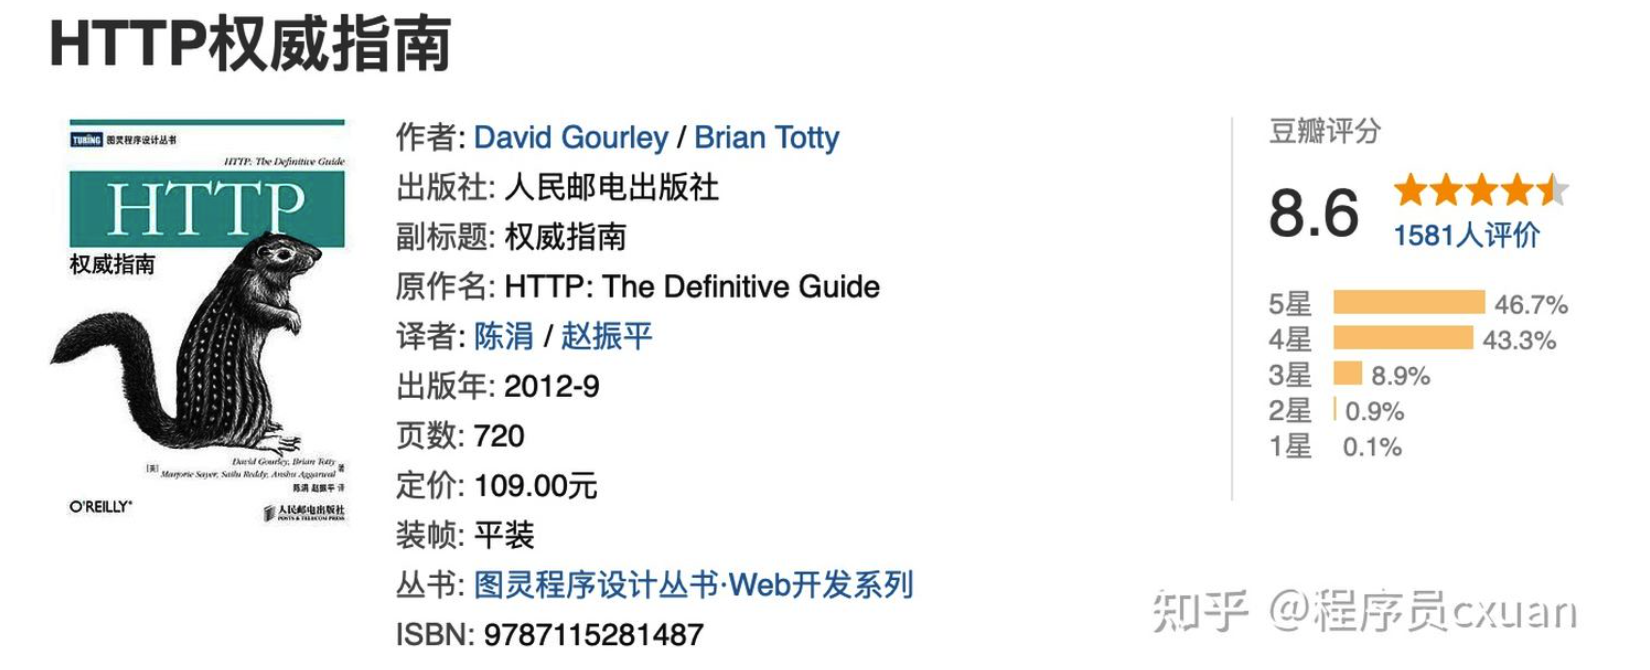 HTTP权威指南
TURING 图灵程序设计丛书
HTTP: The Definitive Guide
HTTP
权威指南
[美] David Gourley, Brian Totty
Marjorie Sayer, Sailu Reddy, Anshu Aggarwal 著
陈涓 赵振平 译
O'REILLY®
人民邮电出版社
POSTS & TELECOM PRESS
作者: David Gourley / Brian Totty
出版社: 人民邮电出版社
副标题: 权威指南
原作名: HTTP: The Definitive Guide
译者: 陈涓 / 赵振平
出版年: 2012-9
页数: 720
定价: 109.00元
装帧: 平装
丛书: 图灵程序设计丛书·Web开发系列
ISBN: 9787115281487
豆瓣评分
8.6
1581人评价
5星 46.7%
4星 43.3%
3星 8.9%
2星 0.9%
1星 0.1%
知乎 @程序员cxuan